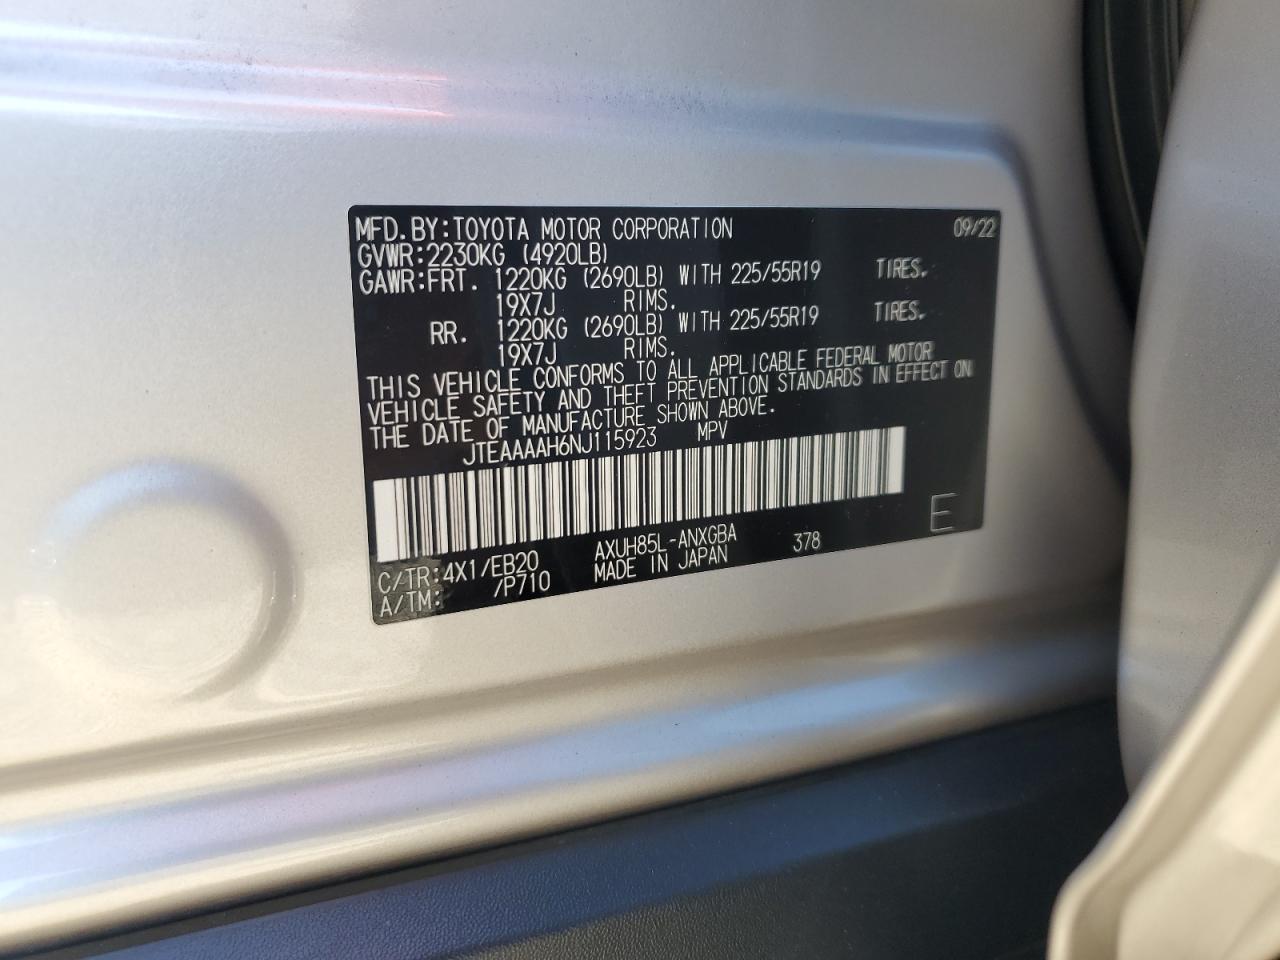 MFD.BY:TOYOTA MOTOR CORPORATION 09/22
GVWR:2230KG (4920LB)
GAWR:FRT. 1220KG (2690LB) WITH 225/55R19 TIRES.
19X7J RIMS.
RR. 1220KG (2690LB) WITH 225/55R19 TIRES.
19X7J RIMS.
THIS VEHICLE CONFORMS TO ALL APPLICABLE FEDERAL MOTOR
VEHICLE SAFETY AND THEFT PREVENTION STANDARDS IN EFFECT ON
THE DATE OF MANUFACTURE SHOWN ABOVE.
JTEAAAAH6NJ115923 MPV
E
C/TR:4X1/EB20 AXUH85L-ANXGBA 378
A/TM: /P710 MADE IN JAPAN